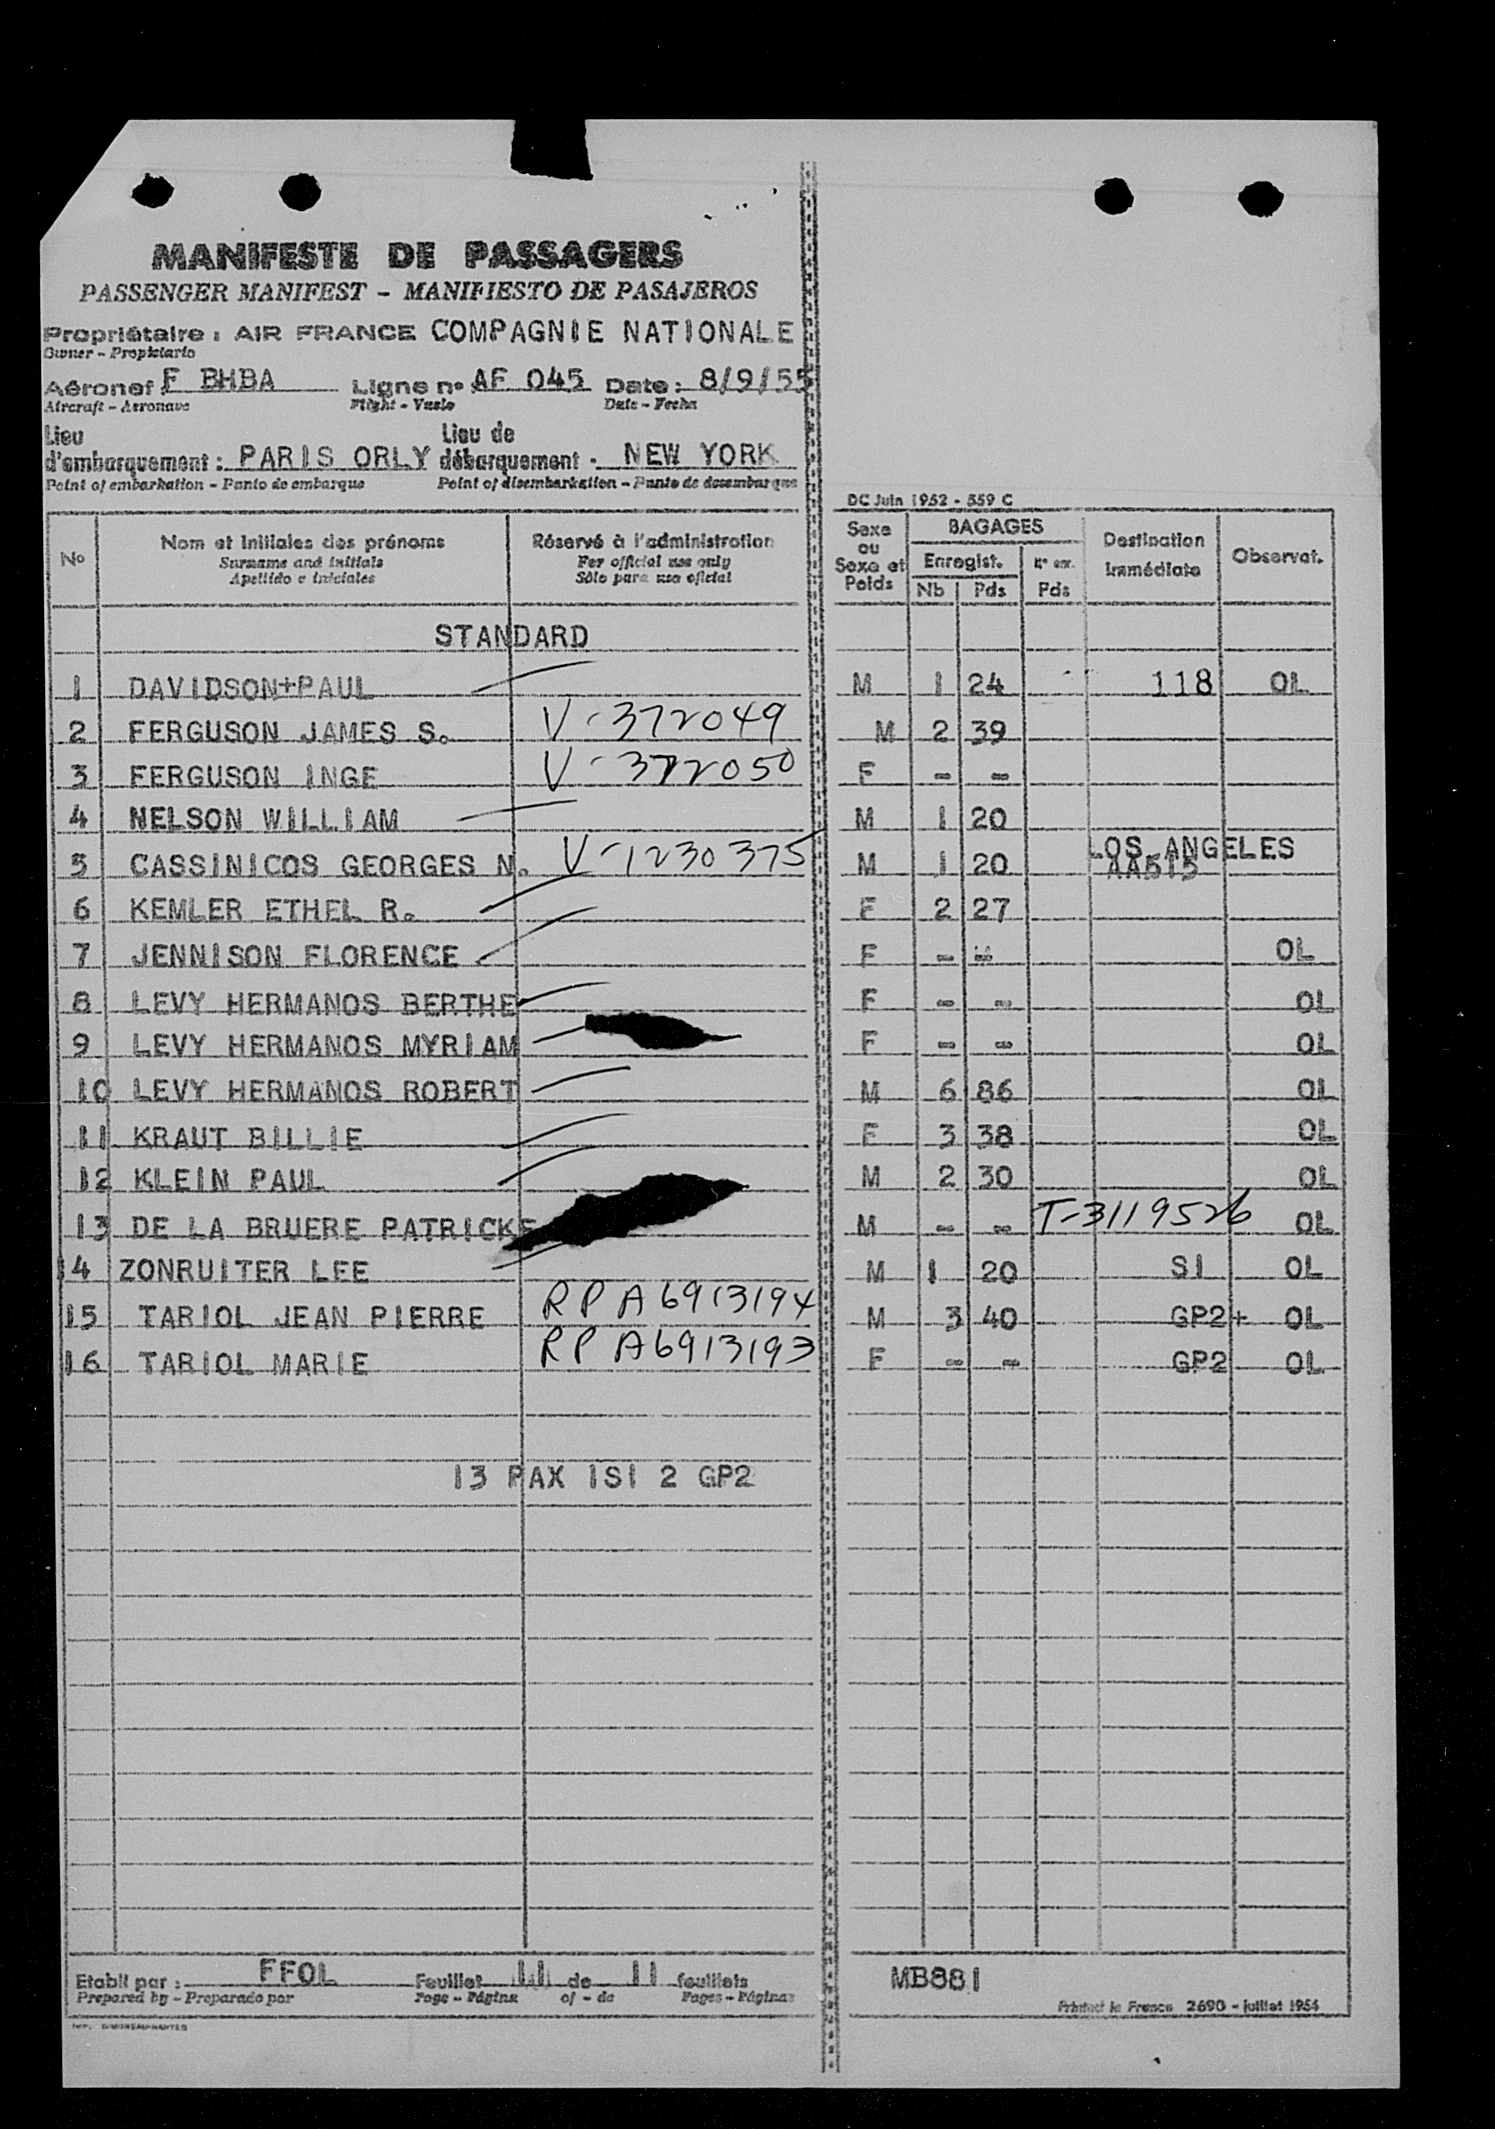 MANIFESTE DE PASSAGERS
PASSENGER MANIFEST - MANIFIESTO DE PASAJEROS
Propriétaire : AIR FRANCE COMPAGNIE NATIONALE
Owner - Propietario
Aéronef F BHBA Ligne n° AF 045 Date : 8/9/55
Aircraft - Aeronave Flight - Vuelo Date - Fecha
Lieu d'embarquement : PARIS ORLY Lieu de débarquement - NEW YORK
Point of embarkation - Punto de embarque Point of disembarkation - Punto de desembarque
DC Juin 1952 - 559 C
No Nom et initiales des prénoms Réservé à l'administration Sexe ou Sexe et Poids BAGAGES Destination immédiate Observat.
Surname and initials For official use only Enregist.
Apellido e iniciales Sólo para uso oficial Nb Pds Pds
STANDARD
1 DAVIDSON+PAUL M 1 24 118 OL
2 FERGUSON JAMES S. V-372049 M 2 39
3 FERGUSON INGE V-372050 F - -
4 NELSON WILLIAM M 1 20
5 CASSINICOS GEORGES N. V-1230375 M 1 20 LOS ANGELES AA515
6 KEMLER ETHEL R. F 2 27
7 JENNISON FLORENCE F - - OL
8 LEVY HERMANOS BERTHE F - - OL
9 LEVY HERMANOS MYRIAM F - - OL
10 LEVY HERMANOS ROBERT M 6 86 OL
11 KRAUT BILLIE F 3 38 OL
12 KLEIN PAUL M 2 30 OL
13 DE LA BRUERE PATRICKE M - - T-3119526 OL
14 ZONRUITER LEE M 1 20 SI OL
15 TARIOL JEAN PIERRE RP A6913194 M 3 40 GP2+ OL
16 TARIOL MARIE RP A6913193 F - - GP2 OL
13 PAX 1SI 2 GP2
Etabli par : FFOL Feuillet de 11 feuillets MB881
Prepared by - Preparado por Page - Página of - de Pages - Páginas Printed in France 2690 - juillet 1954